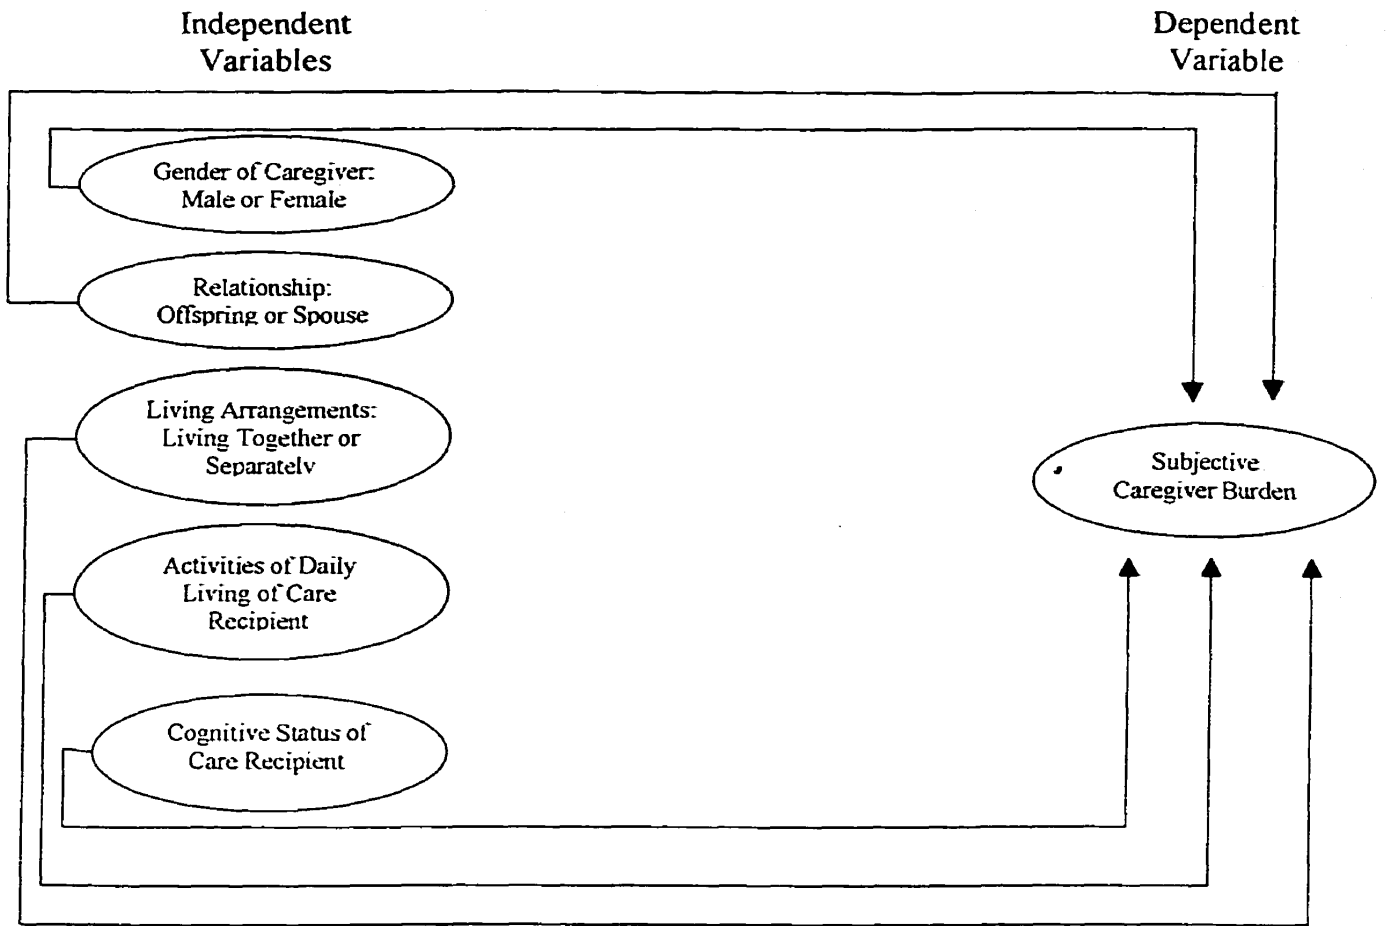 Independent
Variables
Dependent
Variable
Gender of Caregiver:
Male or Female
Relationship:
Offspring or Spouse
Living Arrangements:
Living Together or
Separately
Activities of Daily
Living of Care
Recipient
Cognitive Status of
Care Recipient
Subjective
Caregiver Burden